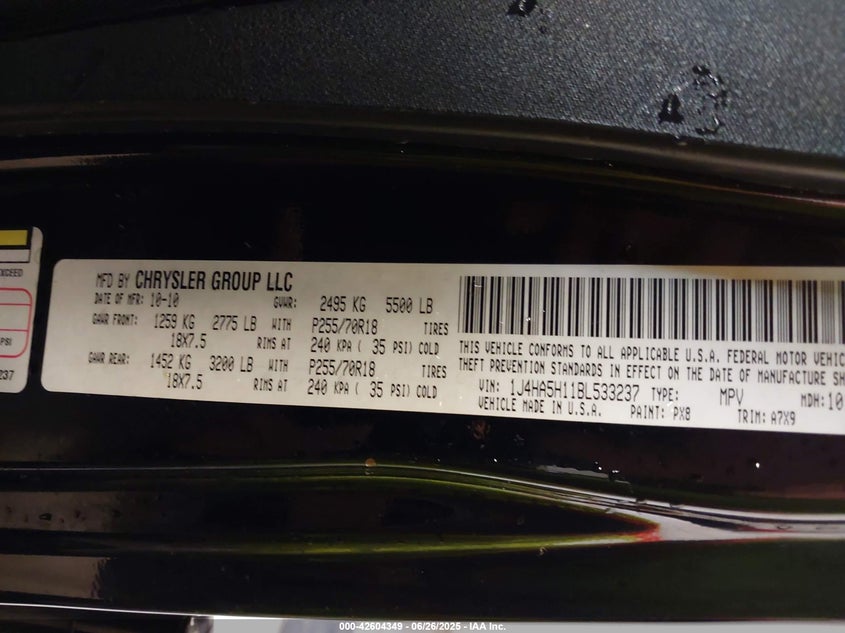 EXCEED
PSI
237
MFD BY CHRYSLER GROUP LLC
DATE OF MFR: 10-10 GVWR: 2495 KG 5500 LB
GAWR FRONT: 1259 KG 2775 LB WITH P255/70R18 TIRES
18X7.5 RIMS AT 240 KPA ( 35 PSI) COLD
GAWR REAR: 1452 KG 3200 LB WITH P255/70R18 TIRES
18X7.5 RIMS AT 240 KPA ( 35 PSI) COLD
THIS VEHICLE CONFORMS TO ALL APPLICABLE U.S.A. FEDERAL MOTOR VEHIC
THEFT PREVENTION STANDARDS IN EFFECT ON THE DATE OF MANUFACTURE SH
VIN: 1J4HA5H11BL533237 TYPE: MPV MDH: 10
VEHICLE MADE IN U.S.A. PAINT: PX8 TRIM: A7X9
000-42604349 - 06/26/2025 - IAA Inc.